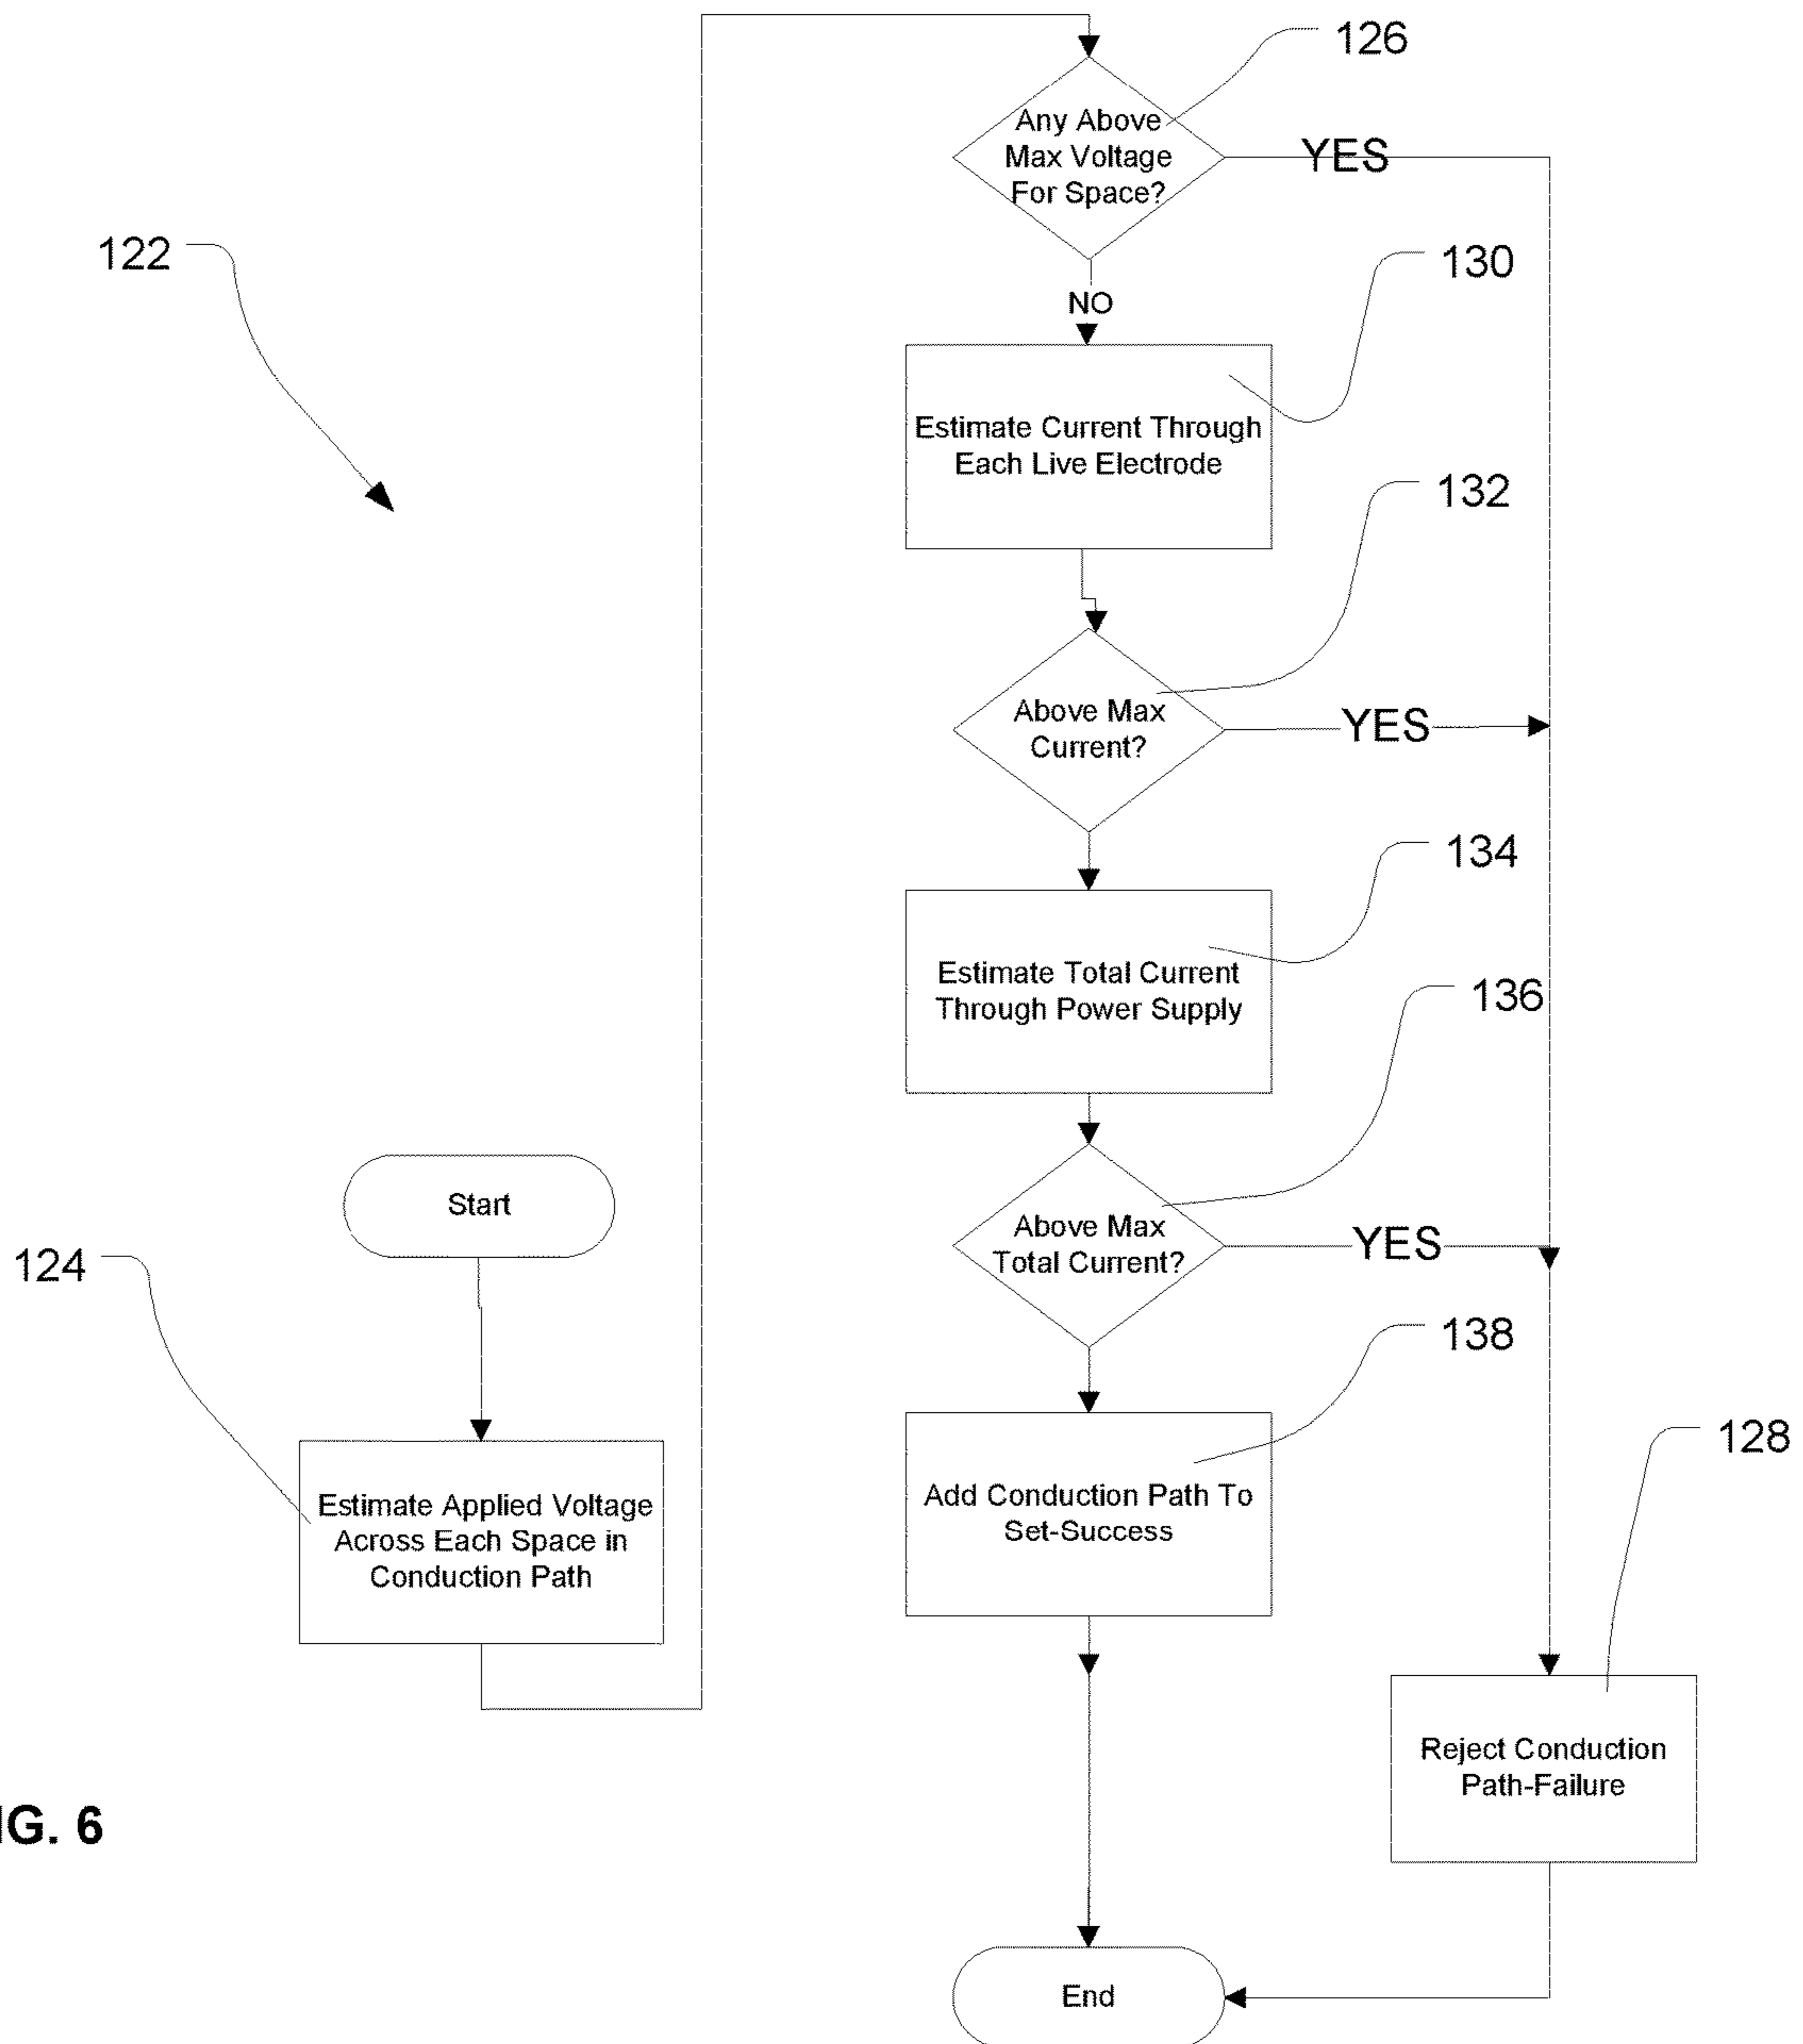 126
Any Above
Max Voltage
For Space?
YES
122
130
NO
Estimate Current Through
Each Live Electrode
132
Above Max
Current?
YES
134
Estimate Total Current
Through Power Supply
136
Start
Above Max
Total Current?
YES
124
138
Estimate Applied Voltage
Across Each Space in
Conduction Path
Add Conduction Path To
Set-Success
128
Reject Conduction
Path-Failure
IG. 6
End